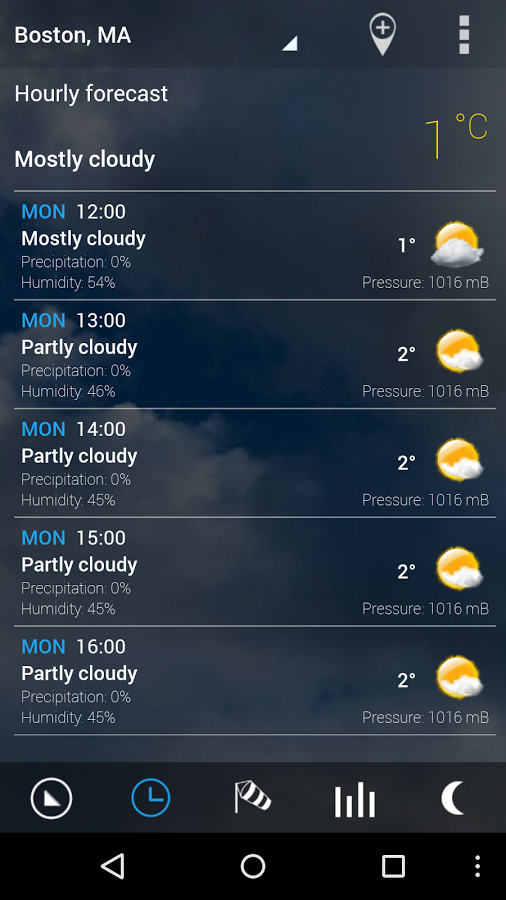 Boston, MA
Hourly forecast
1 °C
Mostly cloudy
MON 12:00
Mostly cloudy
1°
Precipitation: 0%
Humidity: 54%
Pressure: 1016 mB
MON 13:00
Partly cloudy
2°
Precipitation: 0%
Humidity: 46%
Pressure: 1016 mB
MON 14:00
Partly cloudy
2°
Precipitation: 0%
Humidity: 45%
Pressure: 1016 mB
MON 15:00
Partly cloudy
2°
Precipitation: 0%
Humidity: 45%
Pressure: 1016 mB
MON 16:00
Partly cloudy
2°
Precipitation: 0%
Humidity: 45%
Pressure: 1016 mB